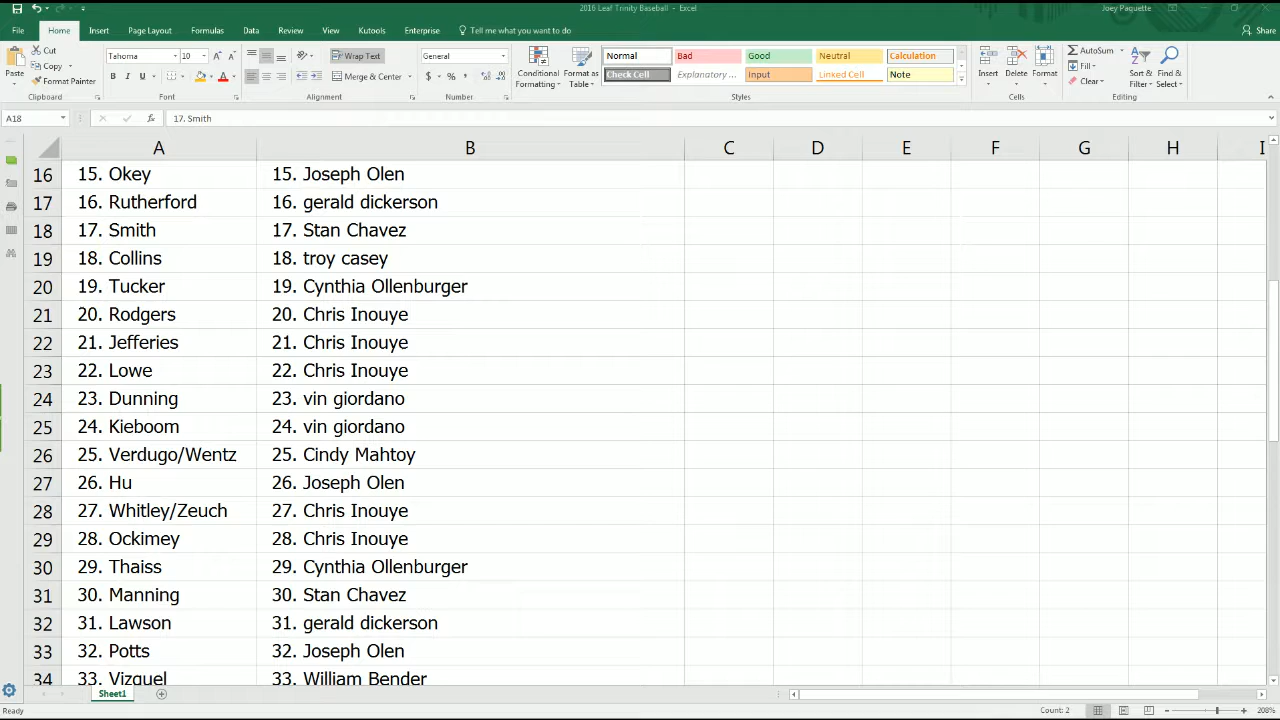 2016 Leaf Trinity Baseball - Excel
Joey Paquette
File Home Insert Page Layout Formulas Data Review View Kutools Enterprise Tell me what you want to do Share
Paste
Cut
Copy
Format Painter
Clipboard
Tahoma 10
B I U
Font
Wrap Text
Merge & Center
Alignment
General
$ % ,
Number
Conditional Formatting
Format as Table
Normal Bad Good Neutral Calculation
Check Cell Explanatory ... Input Linked Cell Note
Styles
Insert Delete Format
Cells
AutoSum
Fill
Clear
Sort & Filter
Find & Select
Editing
A18 fx 17. Smith
A B C D E F G H I
16 15. Okey 15. Joseph Olen
17 16. Rutherford 16. gerald dickerson
18 17. Smith 17. Stan Chavez
19 18. Collins 18. troy casey
20 19. Tucker 19. Cynthia Ollenburger
21 20. Rodgers 20. Chris Inouye
22 21. Jefferies 21. Chris Inouye
23 22. Lowe 22. Chris Inouye
24 23. Dunning 23. vin giordano
25 24. Kieboom 24. vin giordano
26 25. Verdugo/Wentz 25. Cindy Mahtoy
27 26. Hu 26. Joseph Olen
28 27. Whitley/Zeuch 27. Chris Inouye
29 28. Ockimey 28. Chris Inouye
30 29. Thaiss 29. Cynthia Ollenburger
31 30. Manning 30. Stan Chavez
32 31. Lawson 31. gerald dickerson
33 32. Potts 32. Joseph Olen
34 33. Vizquel 33. William Bender
Sheet1
Ready Count: 2 208%